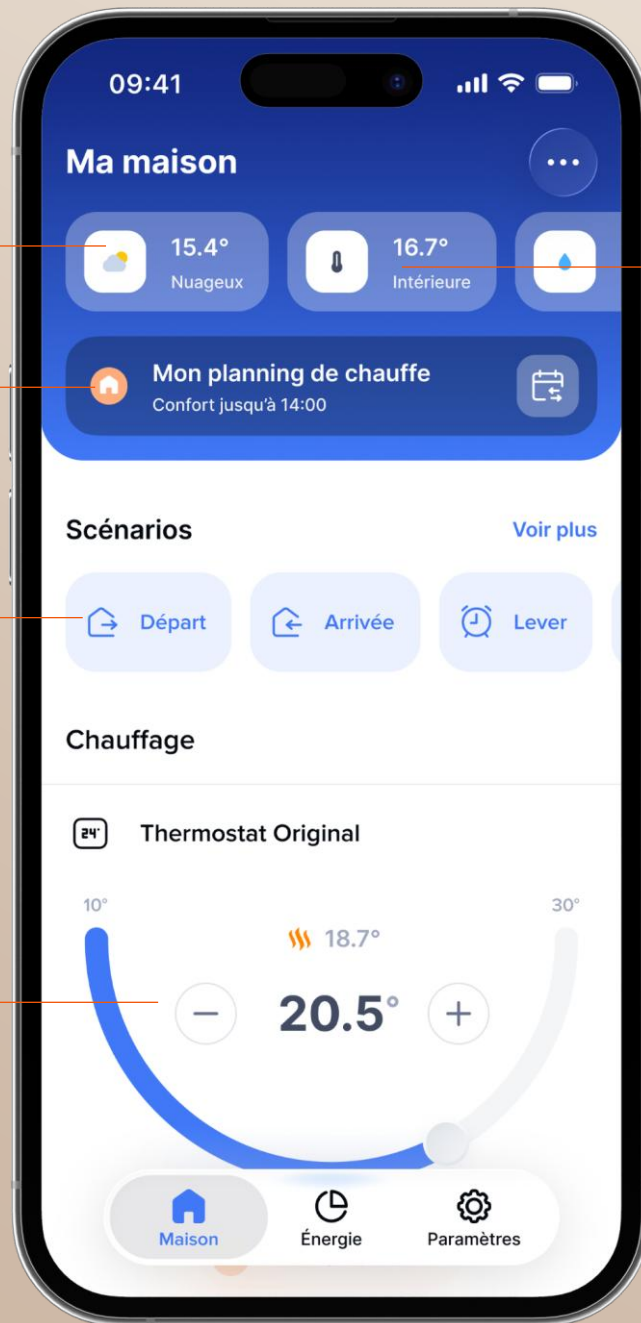 09:41
Ma maison
15.4°
Nuageux
16.7°
Intérieure
Mon planning de chauffe
Confort jusqu'à 14:00
Scénarios
Voir plus
Départ
Arrivée
Lever
Chauffage
24°
Thermostat Original
10°
30°
18.7°
20.5°
Maison
Énergie
Paramètres